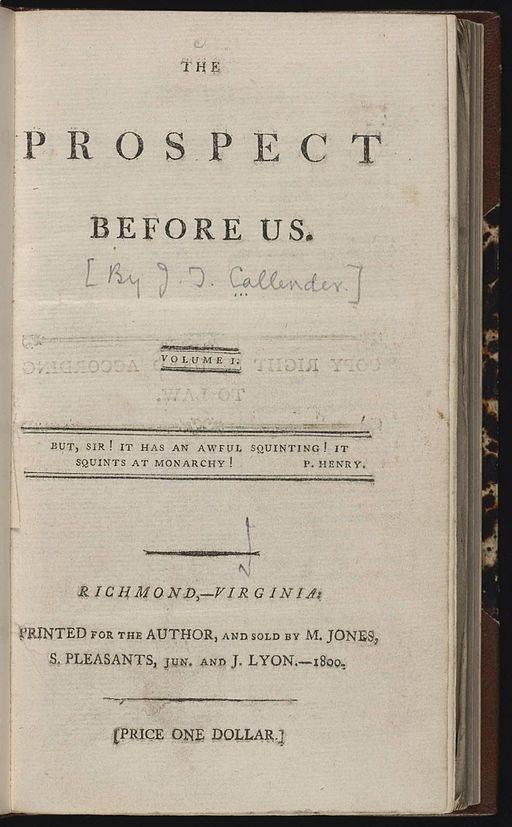 THE
PROSPECT
BEFORE US.
[By J. T. Callender.]
VOLUME I.
BUT, SIR! IT HAS AN AWFUL SQUINTING! IT
SQUINTS AT MONARCHY! P. HENRY.
RICHMOND,—VIRGINIA:
PRINTED FOR THE AUTHOR, AND SOLD BY M. JONES,
S. PLEASANTS, JUN. AND J. LYON.—1800.
[PRICE ONE DOLLAR.]